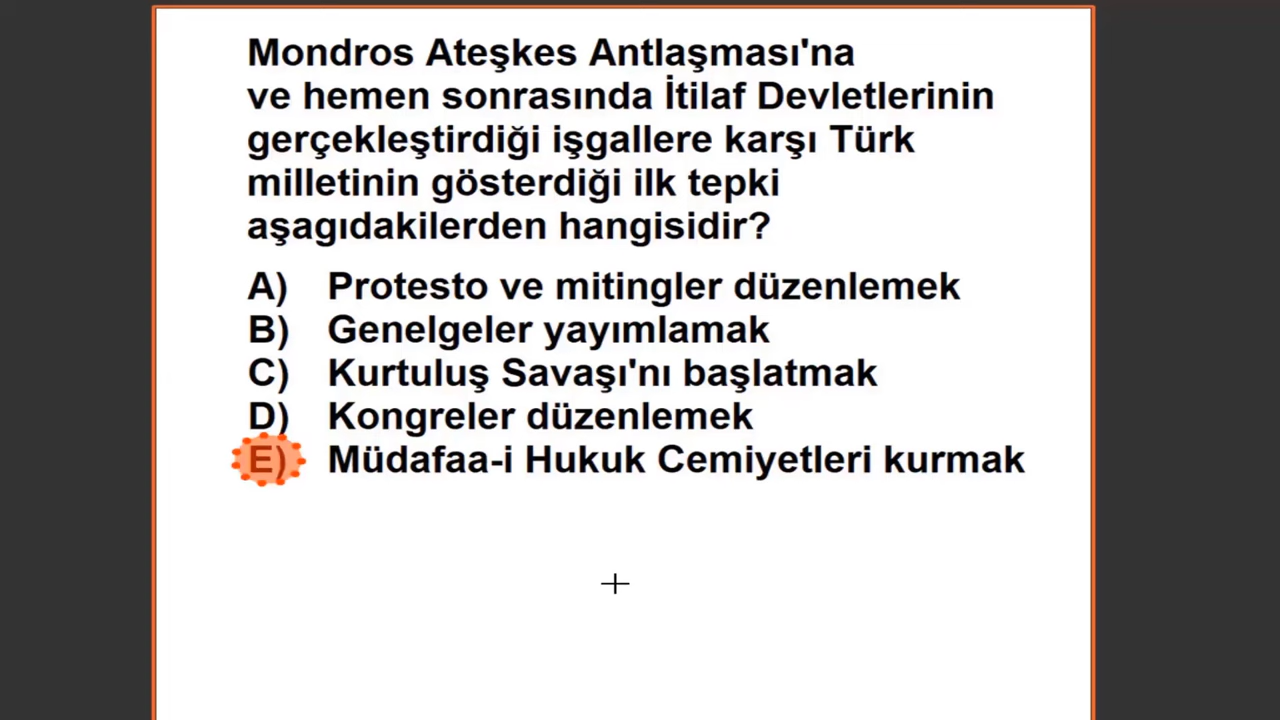 Mondros Ateşkes Antlaşması'na
ve hemen sonrasında İtilaf Devletlerinin
gerçekleştirdiği işgallere karşı Türk
milletinin gösterdiği ilk tepki
aşagıdakilerden hangisidir?
A) Protesto ve mitingler düzenlemek
B) Genelgeler yayımlamak
C) Kurtuluş Savaşı'nı başlatmak
D) Kongreler düzenlemek
E) Müdafaa-i Hukuk Cemiyetleri kurmak